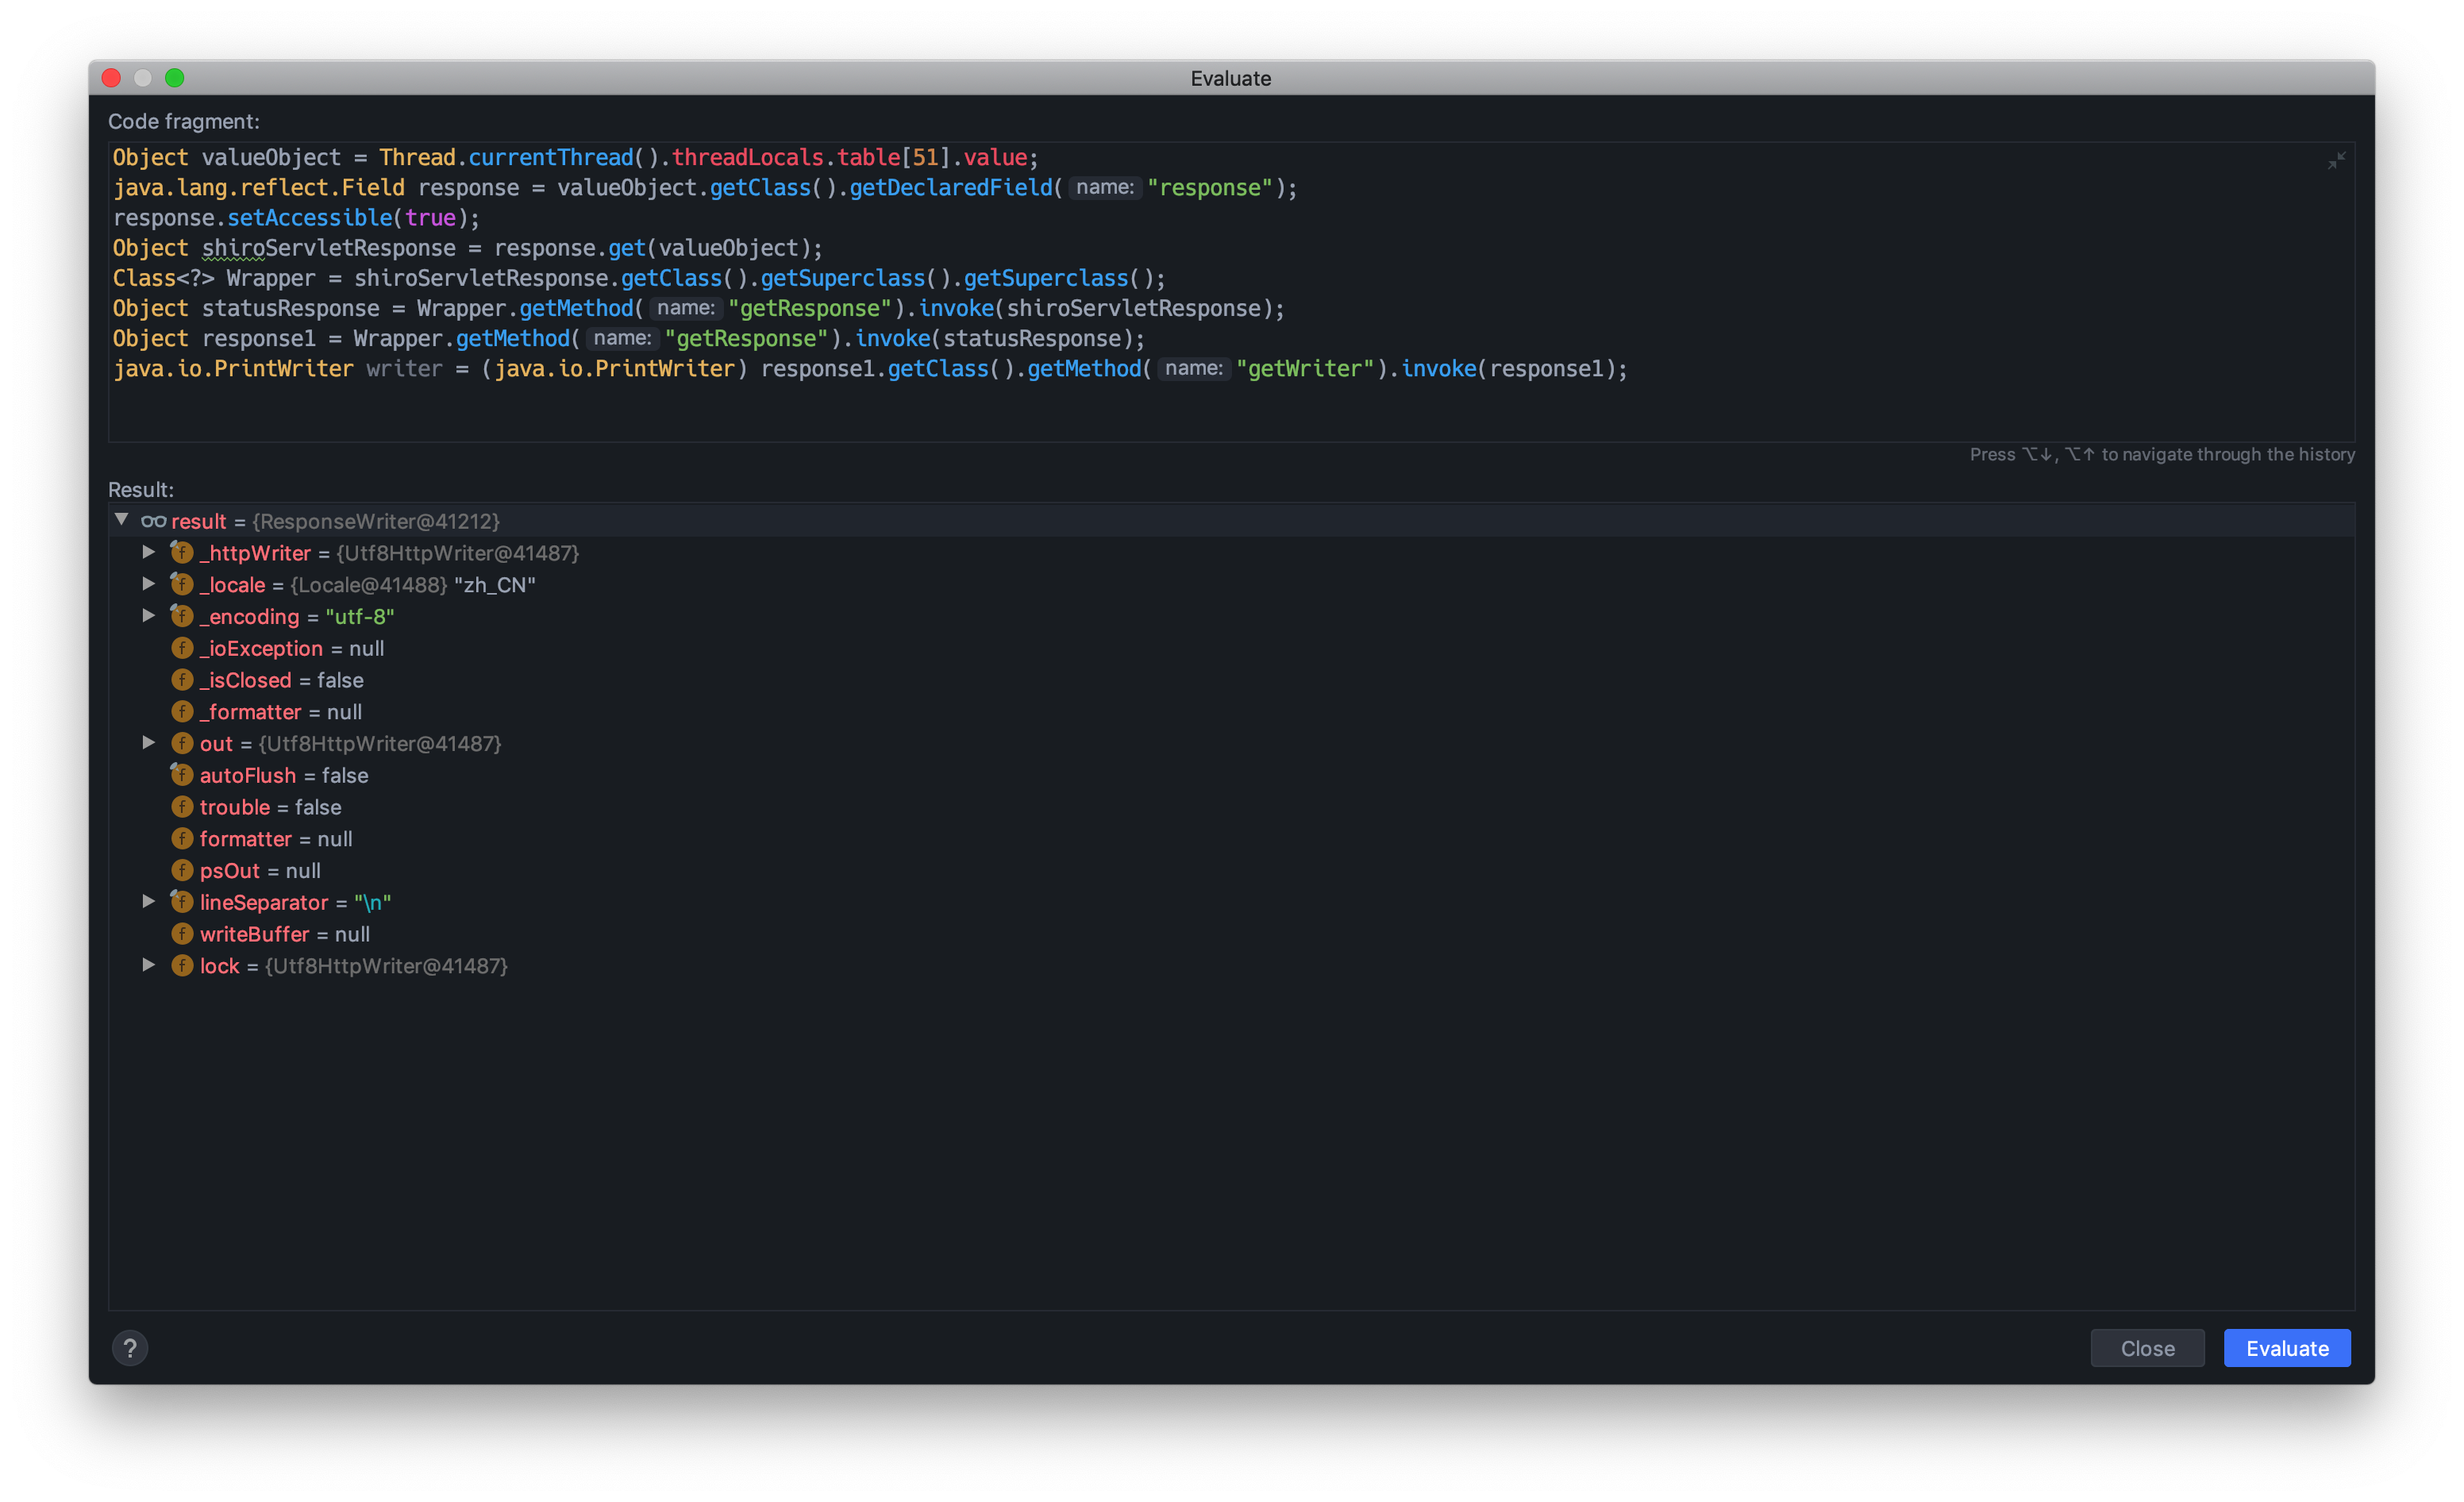 Evaluate
Code fragment:
Object valueObject = Thread.currentThread().threadLocals.table[51].value;
java.lang.reflect.Field response = valueObject.getClass().getDeclaredField( name: "response");
response.setAccessible(true);
Object shiroServletResponse = response.get(valueObject);
Class<?> Wrapper = shiroServletResponse.getClass().getSuperclass().getSuperclass();
Object statusResponse = Wrapper.getMethod( name: "getResponse").invoke(shiroServletResponse);
Object response1 = Wrapper.getMethod( name: "getResponse").invoke(statusResponse);
java.io.PrintWriter writer = (java.io.PrintWriter) response1.getClass().getMethod( name: "getWriter").invoke(response1);
Press ⌥↓, ⌥↑ to navigate through the history
Result:
result = {ResponseWriter@41212}
f _httpWriter = {Utf8HttpWriter@41487}
f _locale = {Locale@41488} "zh_CN"
f _encoding = "utf-8"
f _ioException = null
f _isClosed = false
f _formatter = null
f out = {Utf8HttpWriter@41487}
f autoFlush = false
f trouble = false
f formatter = null
f psOut = null
f lineSeparator = "\n"
f writeBuffer = null
f lock = {Utf8HttpWriter@41487}
? Close Evaluate